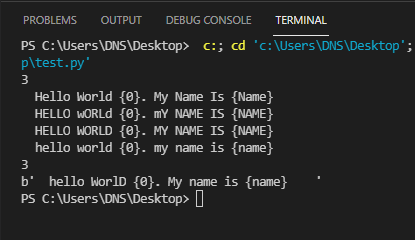 PROBLEMS OUTPUT DEBUG CONSOLE TERMINAL
PS C:\Users\DNS\Desktop>  c:; cd 'c:\Users\DNS\Desktop';
p\test.py'
3
  Hello World {0}. My Name Is {Name}
  HELLO wORLd {0}. mY NAME IS {NAME}
  HELLO WORLD {0}. MY NAME IS {NAME}
  hello world {0}. my name is {name}
3
b'  hello WorlD {0}. My name is {name}    '
PS C:\Users\DNS\Desktop>